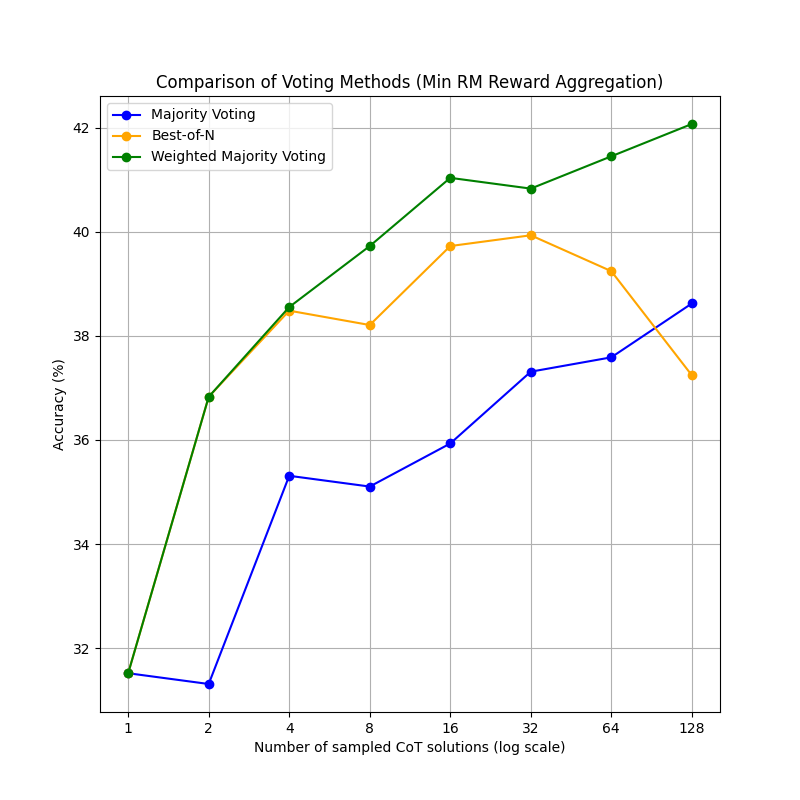 Comparison of Voting Methods (Min RM Reward Aggregation)
Majority Voting
Best-of-N
Weighted Majority Voting
Accuracy (%)
42
40
38
36
34
32
1 2 4 8 16 32 64 128
Number of sampled CoT solutions (log scale)